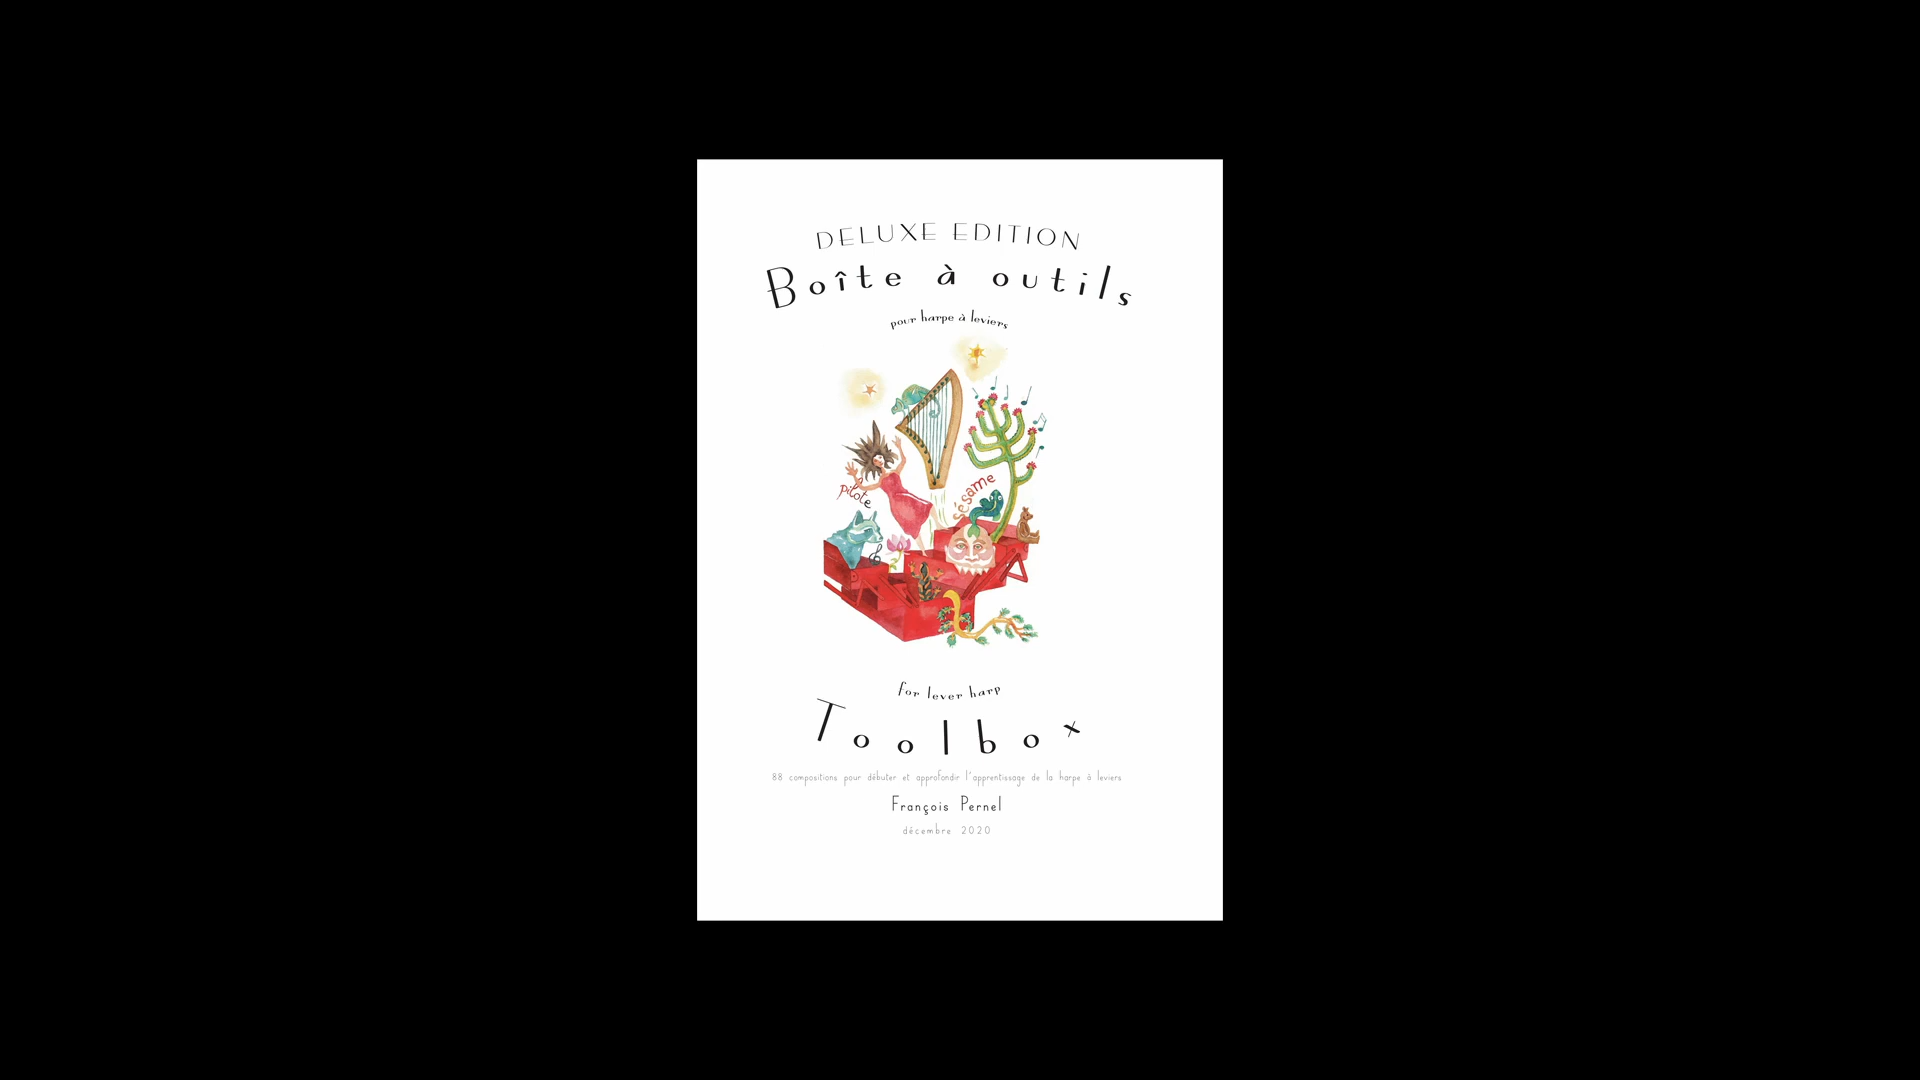 DELUXE EDITION
Boîte à outils
pour harpe à leviers
pilote
sésame
for lever harp
Toolbox
88 compositions pour débuter et approfondir l'apprentissage de la harpe à leviers
François Pernel
décembre 2020